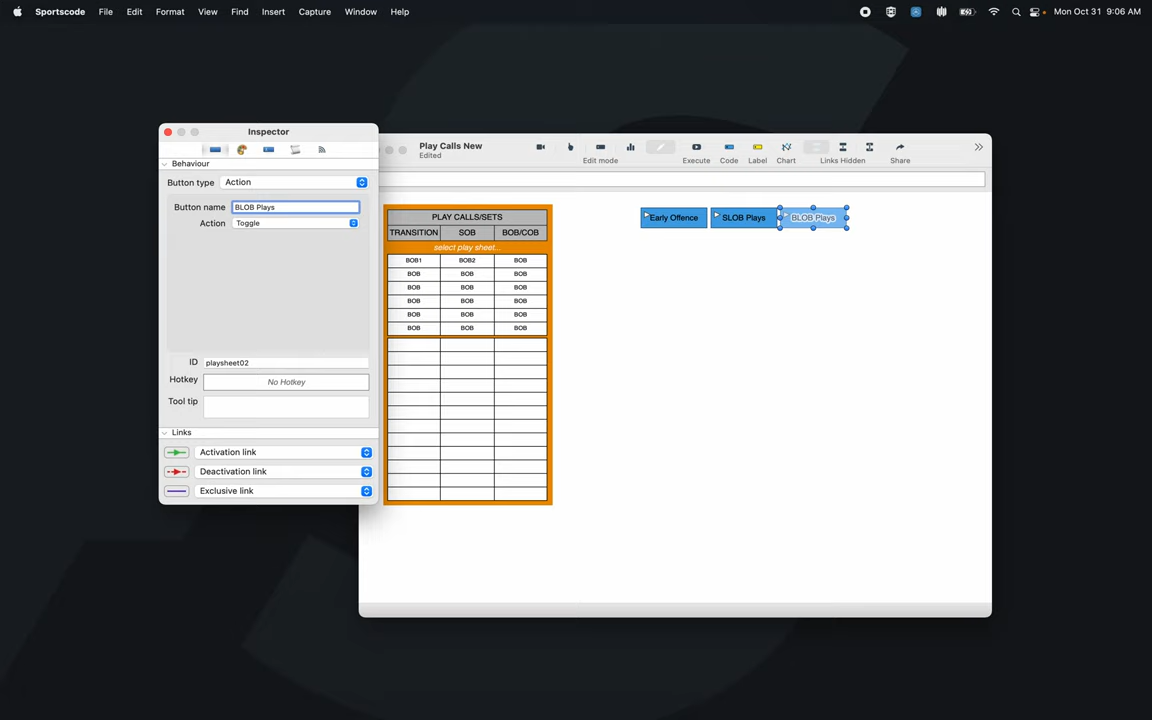 Sportscode File Edit Format View Find Insert Capture Window Help Mon Oct 31 9:06 AM
Inspector
Behaviour
Button type Action
Button name BLOB Plays
Action Toggle
ID playsheet02
Hotkey No Hotkey
Tool tip
Links
Activation link
Deactivation link
Exclusive link
Play Calls New
Edited
Edit mode Execute Code Label Chart Links Hidden Share
PLAY CALLS/SETS
TRANSITION SOB BOB/COB
select play sheet...
BOB1 BOB2 BOB
BOB BOB BOB
BOB BOB BOB
BOB BOB BOB
BOB BOB BOB
BOB BOB BOB
Early Offence SLOB Plays BLOB Plays